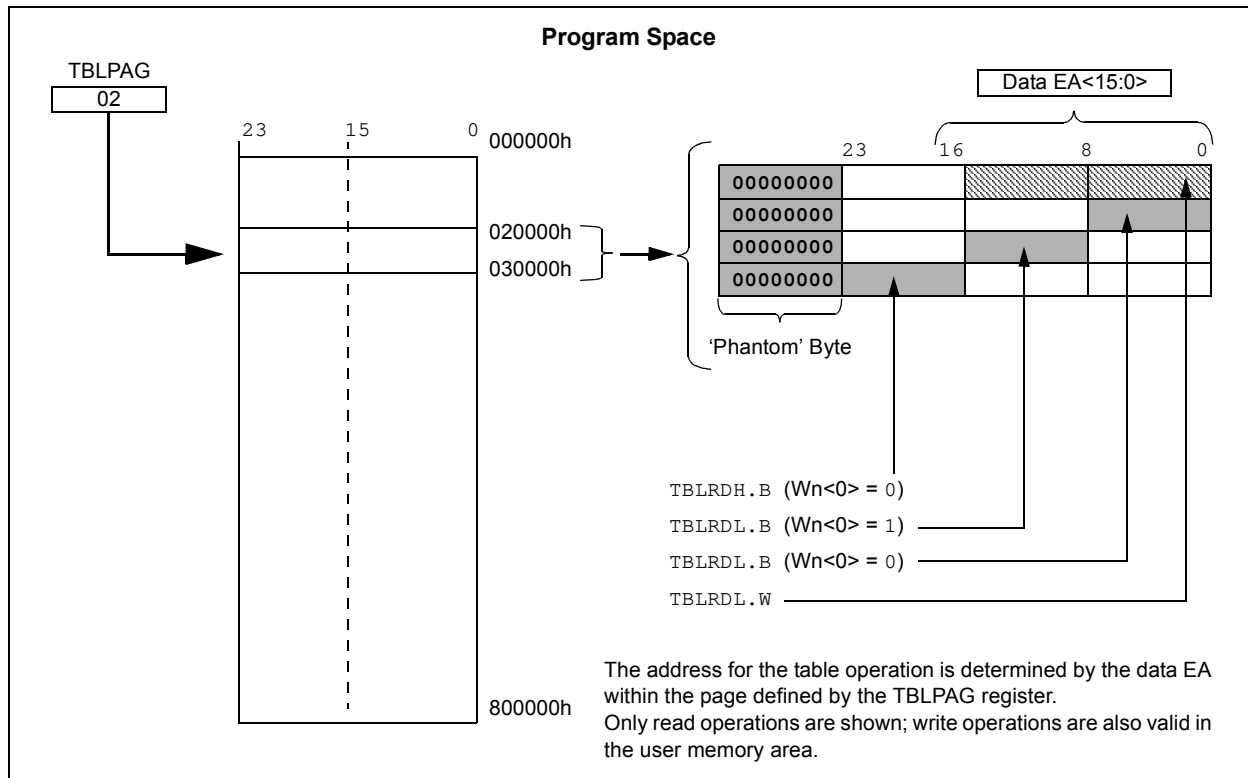 Program Space
TBLPAG
02
Data EA<15:0>
23 15 0
000000h
23 16 8 0
00000000
00000000
00000000
00000000
020000h
030000h
‘Phantom’ Byte
TBLRDH.B (Wn<0> = 0)
TBLRDL.B (Wn<0> = 1)
TBLRDL.B (Wn<0> = 0)
TBLRDL.W
800000h
The address for the table operation is determined by the data EA
within the page defined by the TBLPAG register.
Only read operations are shown; write operations are also valid in
the user memory area.